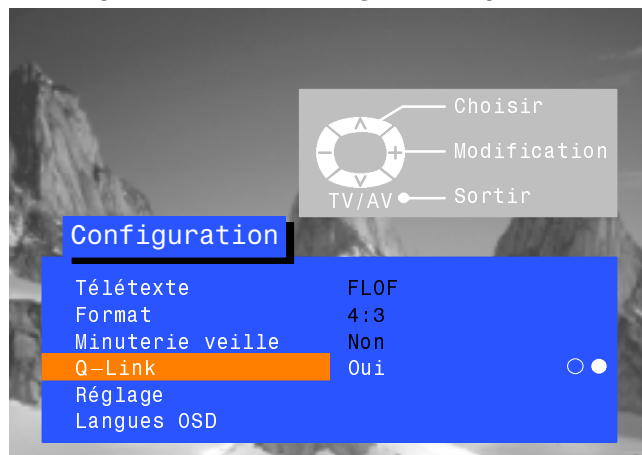 Choisir
Modification
TV/AV Sortir
Configuration
Télétexte FLOF
Format 4:3
Minuterie veille Non
Q–Link Oui
Réglage
Langues OSD